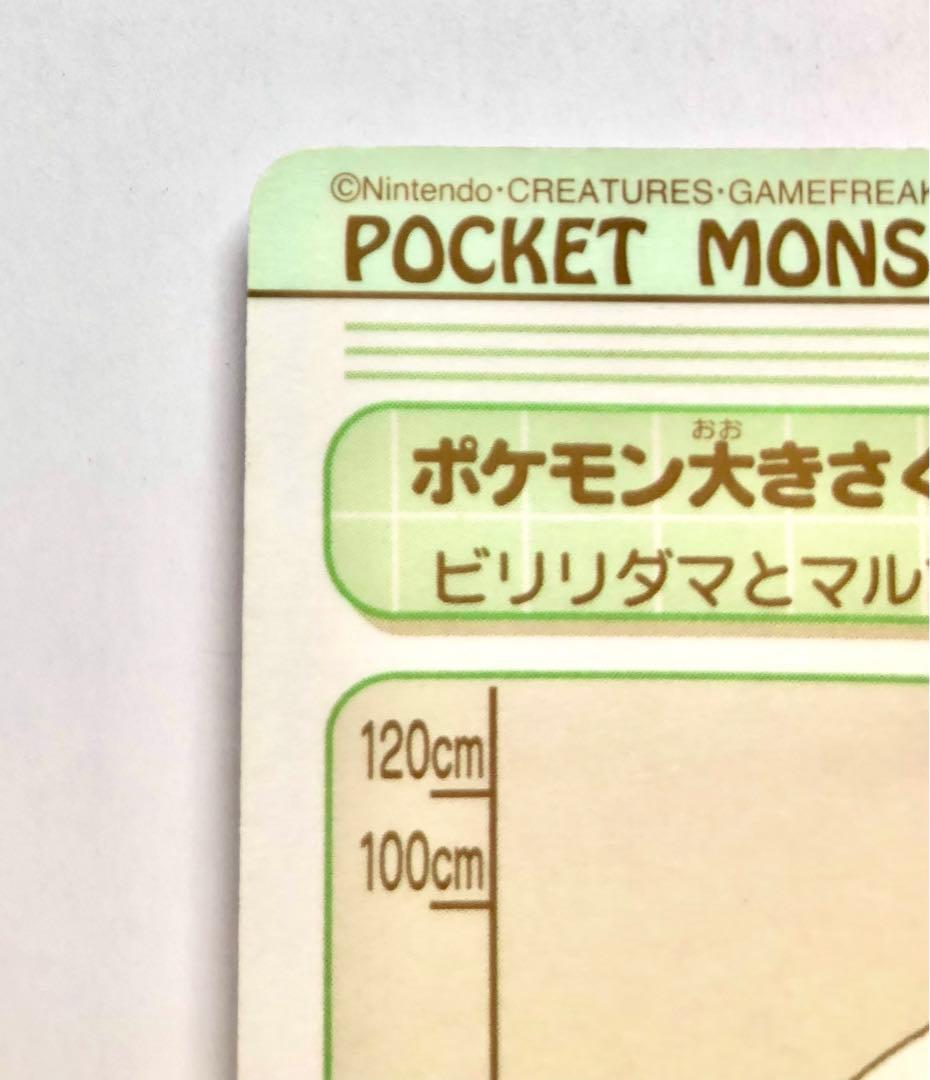 ©Nintendo·CREATURES·GAMEFREAK
POCKET MONS
おお
ポケモン大きさく
ビリリダマとマル
120cm
100cm